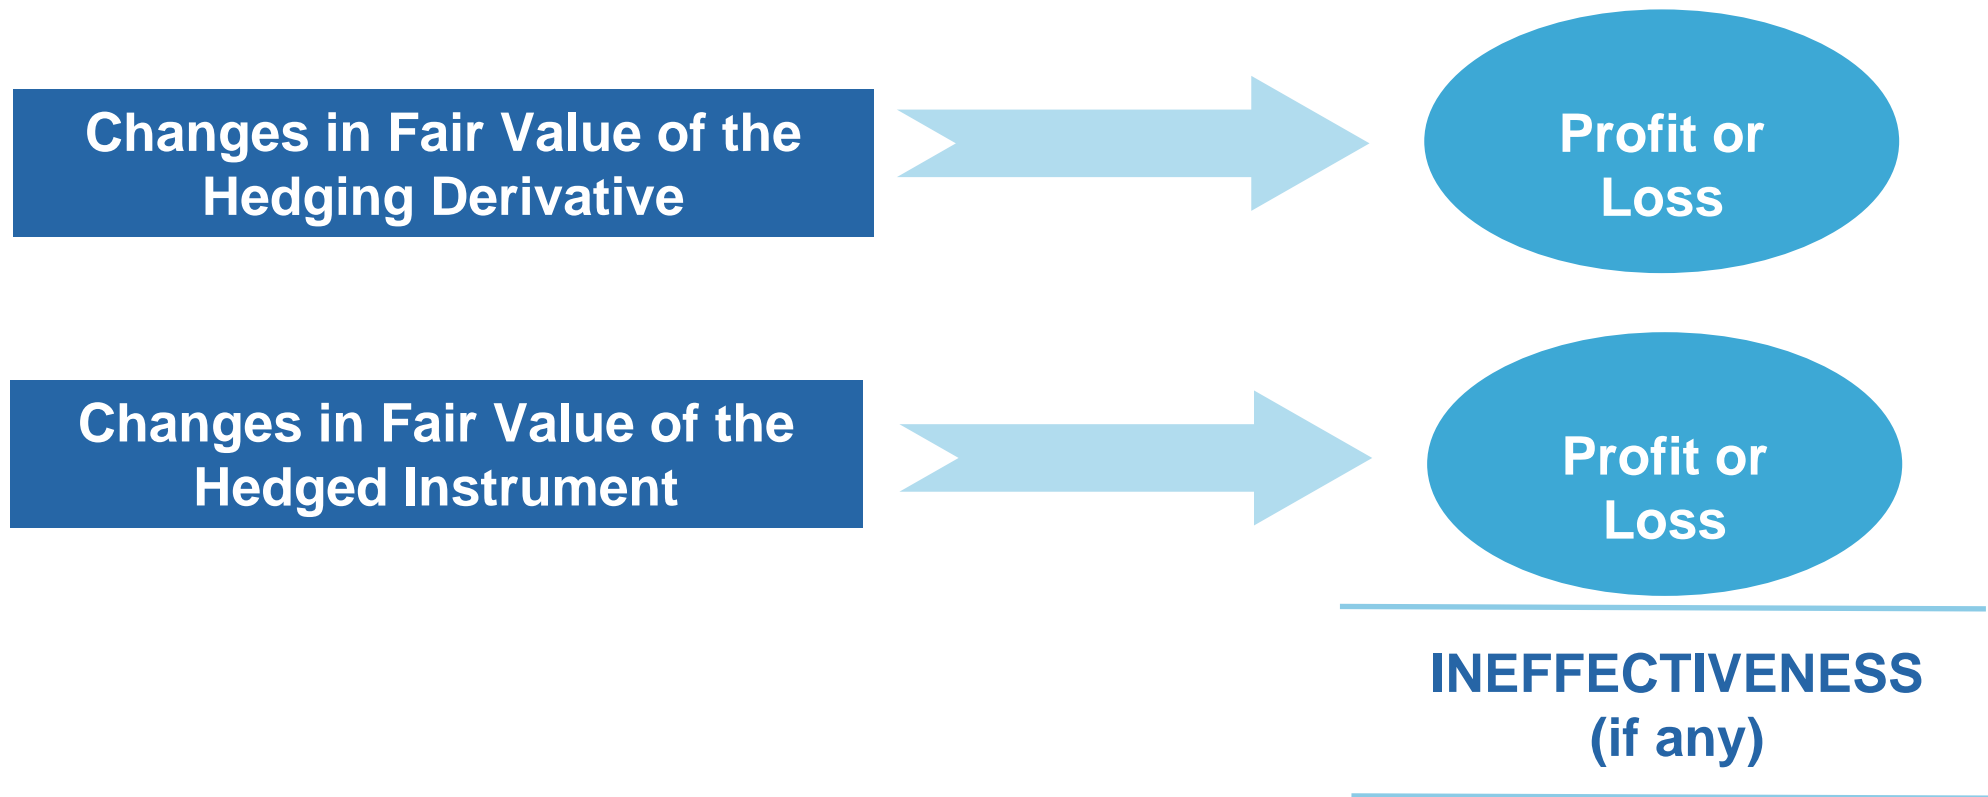 Changes in Fair Value of the
Hedging Derivative
Profit or
Loss
Changes in Fair Value of the
Hedged Instrument
Profit or
Loss
INEFFECTIVENESS
(if any)